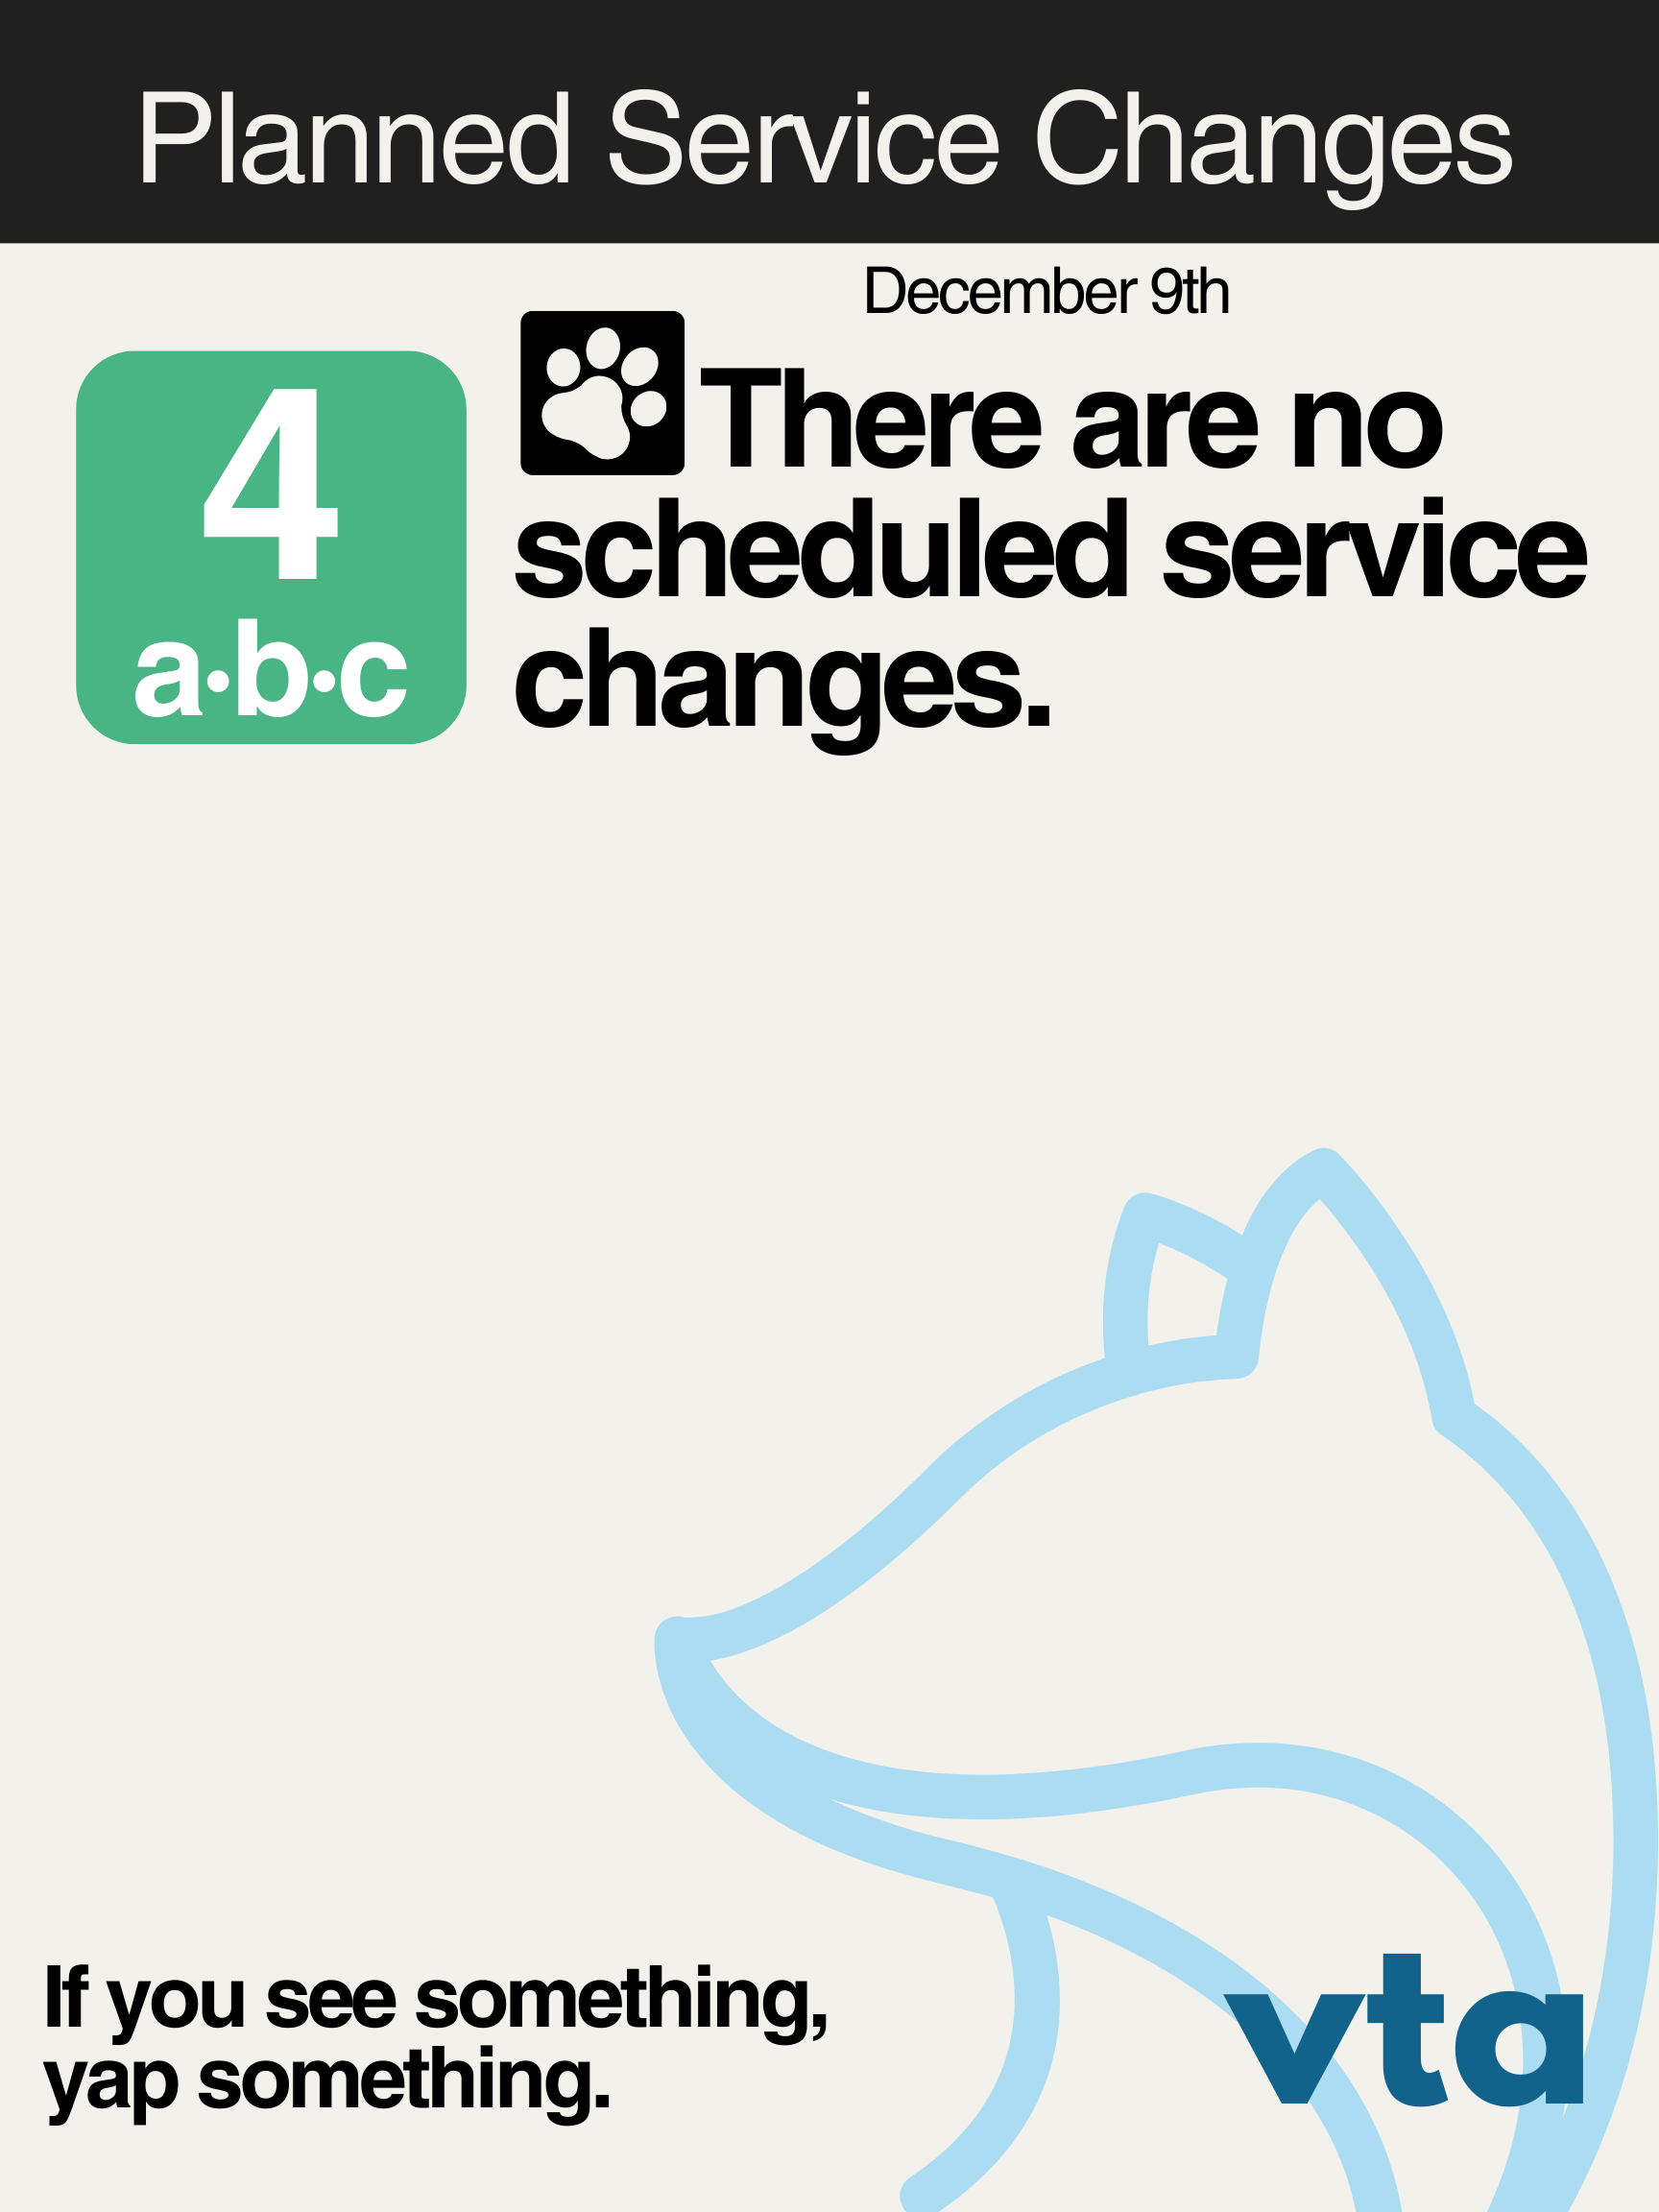 Planned Service Changes
December 9th
4
a•b•c
There are no
scheduled service
changes.
If you see something,
yap something.
vta